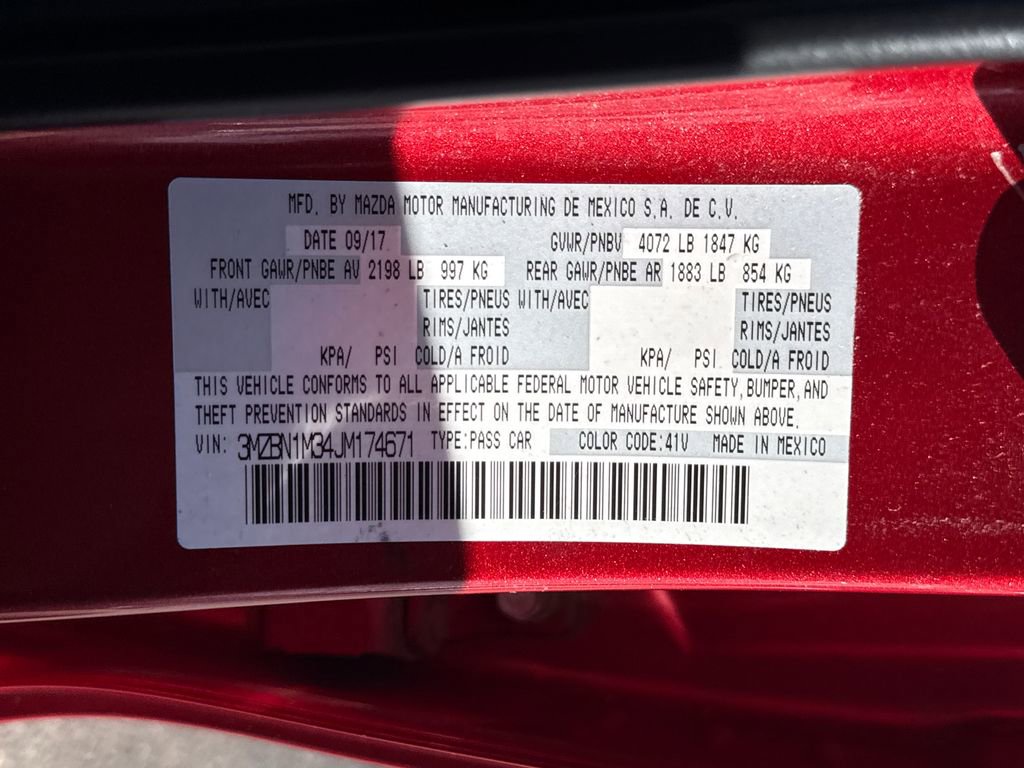 MFD. BY MAZDA MOTOR MANUFACTURING DE MEXICO S.A. DE C.V.
DATE 09/17 GVWR/PNBV 4072 LB 1847 KG
FRONT GAWR/PNBE AV 2198 LB 997 KG REAR GAWR/PNBE AR 1883 LB 854 KG
WITH/AVEC TIRES/PNEUS WITH/AVEC TIRES/PNEUS
RIMS/JANTES RIMS/JANTES
KPA/ PSI COLD/A FROID KPA/ PSI COLD/A FROID
THIS VEHICLE CONFORMS TO ALL APPLICABLE FEDERAL MOTOR VEHICLE SAFETY,BUMPER,AND
THEFT PREVENTION STANDARDS IN EFFECT ON THE DATE OF MANUFACTURE SHOWN ABOVE.
VIN: 3MZBN1M34JM174671 TYPE:PASS CAR COLOR CODE:41V MADE IN MEXICO